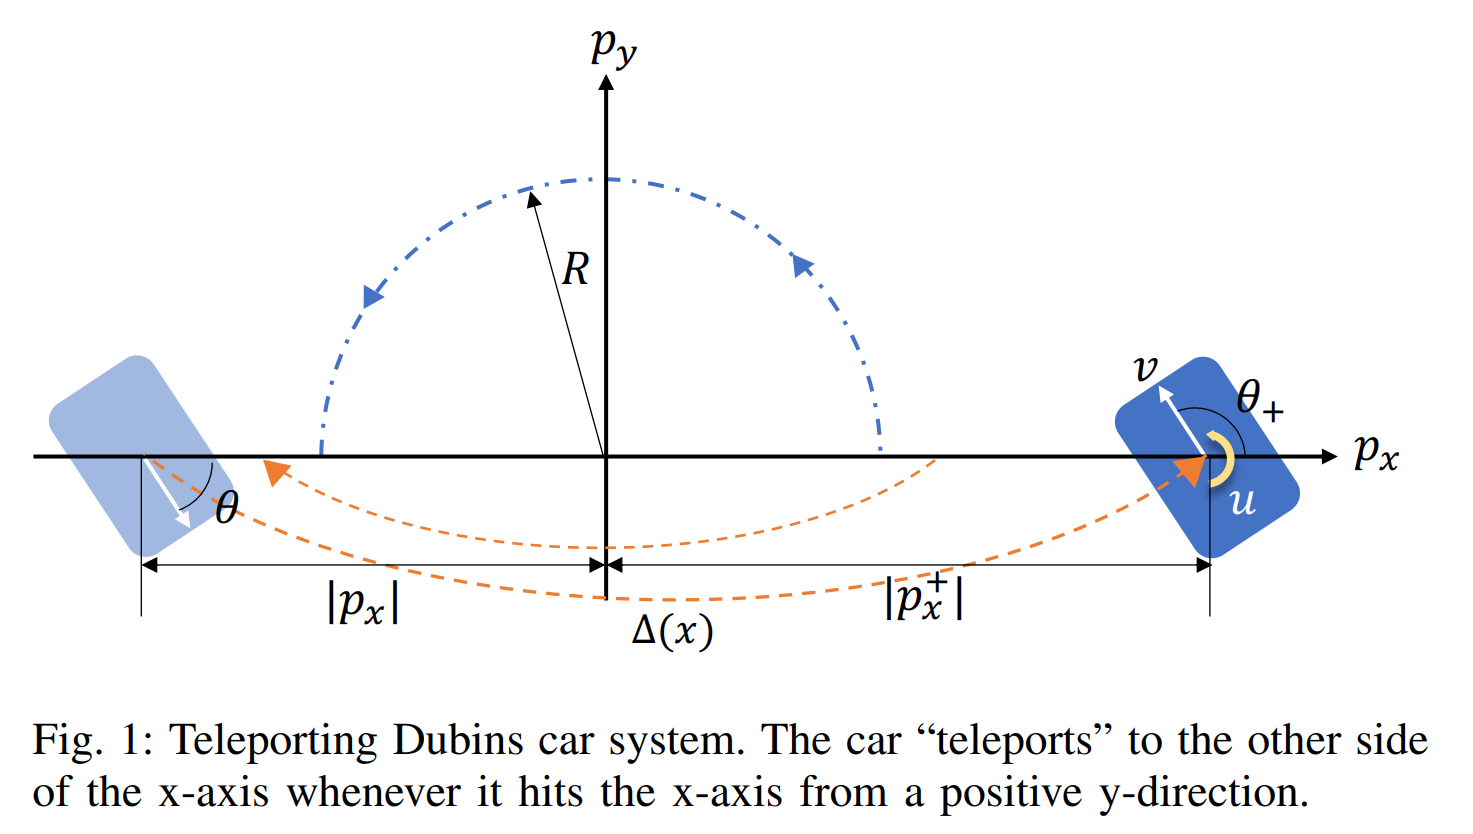 p_y
R
v
θ_+
p_x
θ
u
|p_x|
|p_x^+|
Δ(x)
Fig. 1: Teleporting Dubins car system. The car “teleports” to the other side
of the x-axis whenever it hits the x-axis from a positive y-direction.